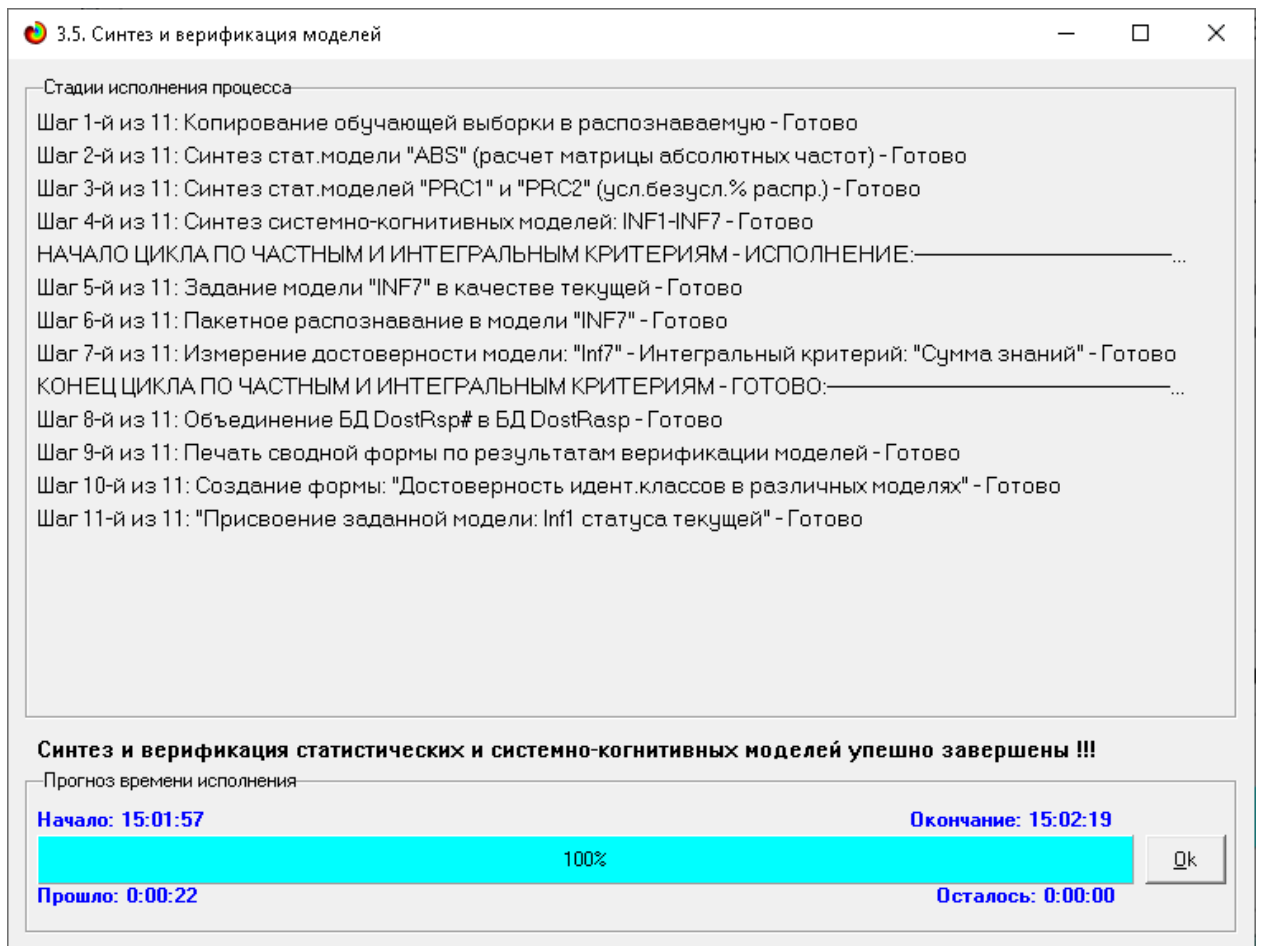 3.5. Синтез и верификация моделей
Стадии исполнения процесса
Шаг 1-й из 11: Копирование обучающей выборки в распознаваемую - Готово
Шаг 2-й из 11: Синтез стат.модели "ABS" (расчет матрицы абсолютных частот) - Готово
Шаг 3-й из 11: Синтез стат.моделей "PRC1" и "PRC2" (усл.безусл.% распр.) - Готово
Шаг 4-й из 11: Синтез системно-когнитивных моделей: INF1-INF7 - Готово
НАЧАЛО ЦИКЛА ПО ЧАСТНЫМ И ИНТЕГРАЛЬНЫМ КРИТЕРИЯМ - ИСПОЛНЕНИЕ:——————————...
Шаг 5-й из 11: Задание модели "INF7" в качестве текущей - Готово
Шаг 6-й из 11: Пакетное распознавание в модели "INF7" - Готово
Шаг 7-й из 11: Измерение достоверности модели: "Inf7" - Интегральный критерий: "Сумма знаний" - Готово
КОНЕЦ ЦИКЛА ПО ЧАСТНЫМ И ИНТЕГРАЛЬНЫМ КРИТЕРИЯМ - ГОТОВО:——————————————...
Шаг 8-й из 11: Объединение БД DostRsp# в БД DostRasp - Готово
Шаг 9-й из 11: Печать сводной формы по результатам верификации моделей - Готово
Шаг 10-й из 11: Создание формы: "Достоверность идент.классов в различных моделях" - Готово
Шаг 11-й из 11: "Присвоение заданной модели: Inf1 статуса текущей" - Готово
Синтез и верификация статистических и системно-когнитивных моделей упешно завершены !!!
Прогноз времени исполнения
Начало: 15:01:57 Окончание: 15:02:19
100% Ok
Прошло: 0:00:22 Осталось: 0:00:00